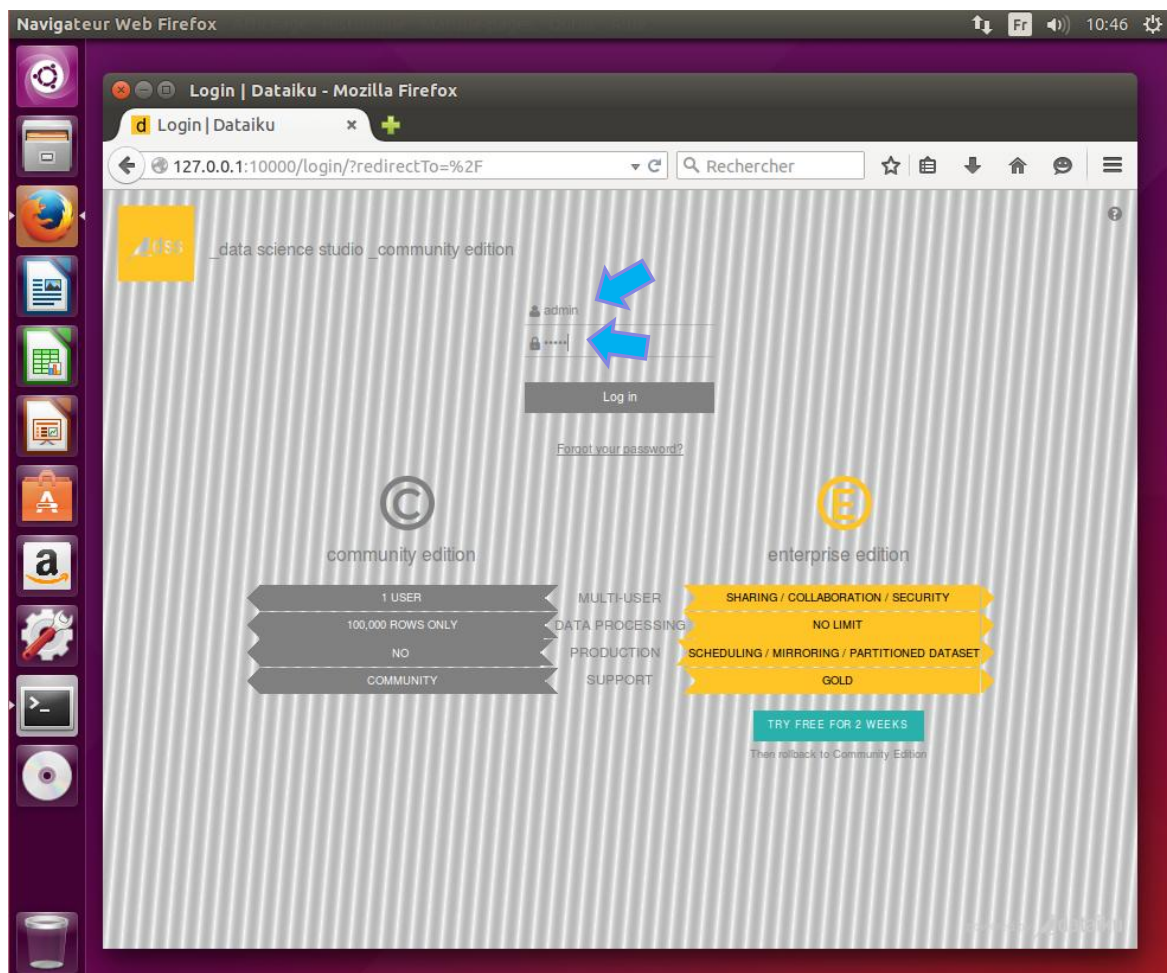 Navigateur Web Firefox
Fr
10:46
Login | Dataiku - Mozilla Firefox
d Login | Dataiku
127.0.0.1:10000/login/?redirectTo=%2F
Rechercher
dss
_data science studio _community edition
admin
•••••
Log in
Forgot your password?
C
E
community edition
enterprise edition
1 USER MULTI-USER SHARING / COLLABORATION / SECURITY
100,000 ROWS ONLY DATA PROCESSING NO LIMIT
NO PRODUCTION SCHEDULING / MIRRORING / PARTITIONED DATASET
COMMUNITY SUPPORT GOLD
TRY FREE FOR 2 WEEKS
Then rollback to Community Edition
dataiku